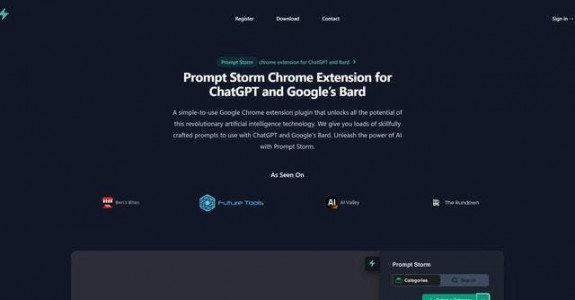 Register Download Contact Sign in →
Prompt Storm chrome extension for ChatGPT and Bard >
Prompt Storm Chrome Extension for
ChatGPT and Google's Bard
A simple-to-use Google Chrome extension plugin that unlocks all the potential of
this revolutionary artificial intelligence technology. We give you loads of skillfully
crafted prompts to use with ChatGPT and Google's Bard. Unleash the power of AI
with Prompt Storm.
As Seen On
Ben's Bites Future Tools AI Valley The Rundown
Prompt Storm
Categories Search